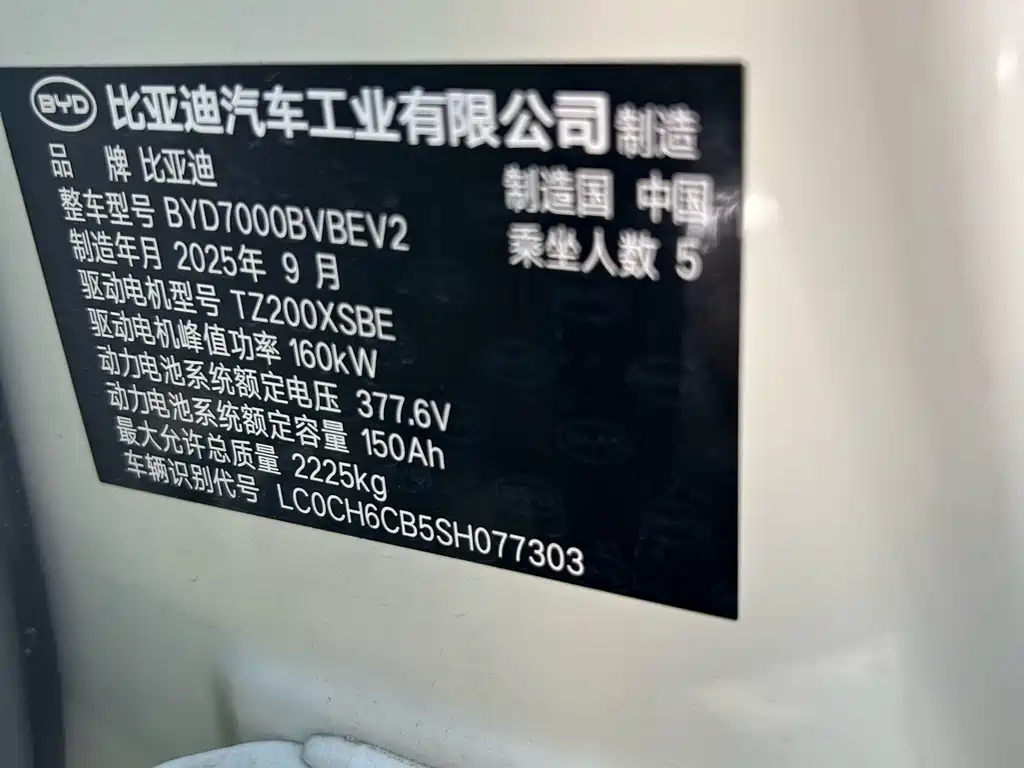 BYD 比亚迪汽车工业有限公司制造
品 牌 比亚迪
制造国 中国
整车型号 BYD7000BVBEV2
乘坐人数 5
制造年月 2025年 9 月
驱动电机型号 TZ200XSBE
驱动电机峰值功率 160kW
动力电池系统额定电压 377.6V
动力电池系统额定容量 150Ah
最大允许总质量 2225kg
车辆识别代号 LC0CH6CB5SH077303